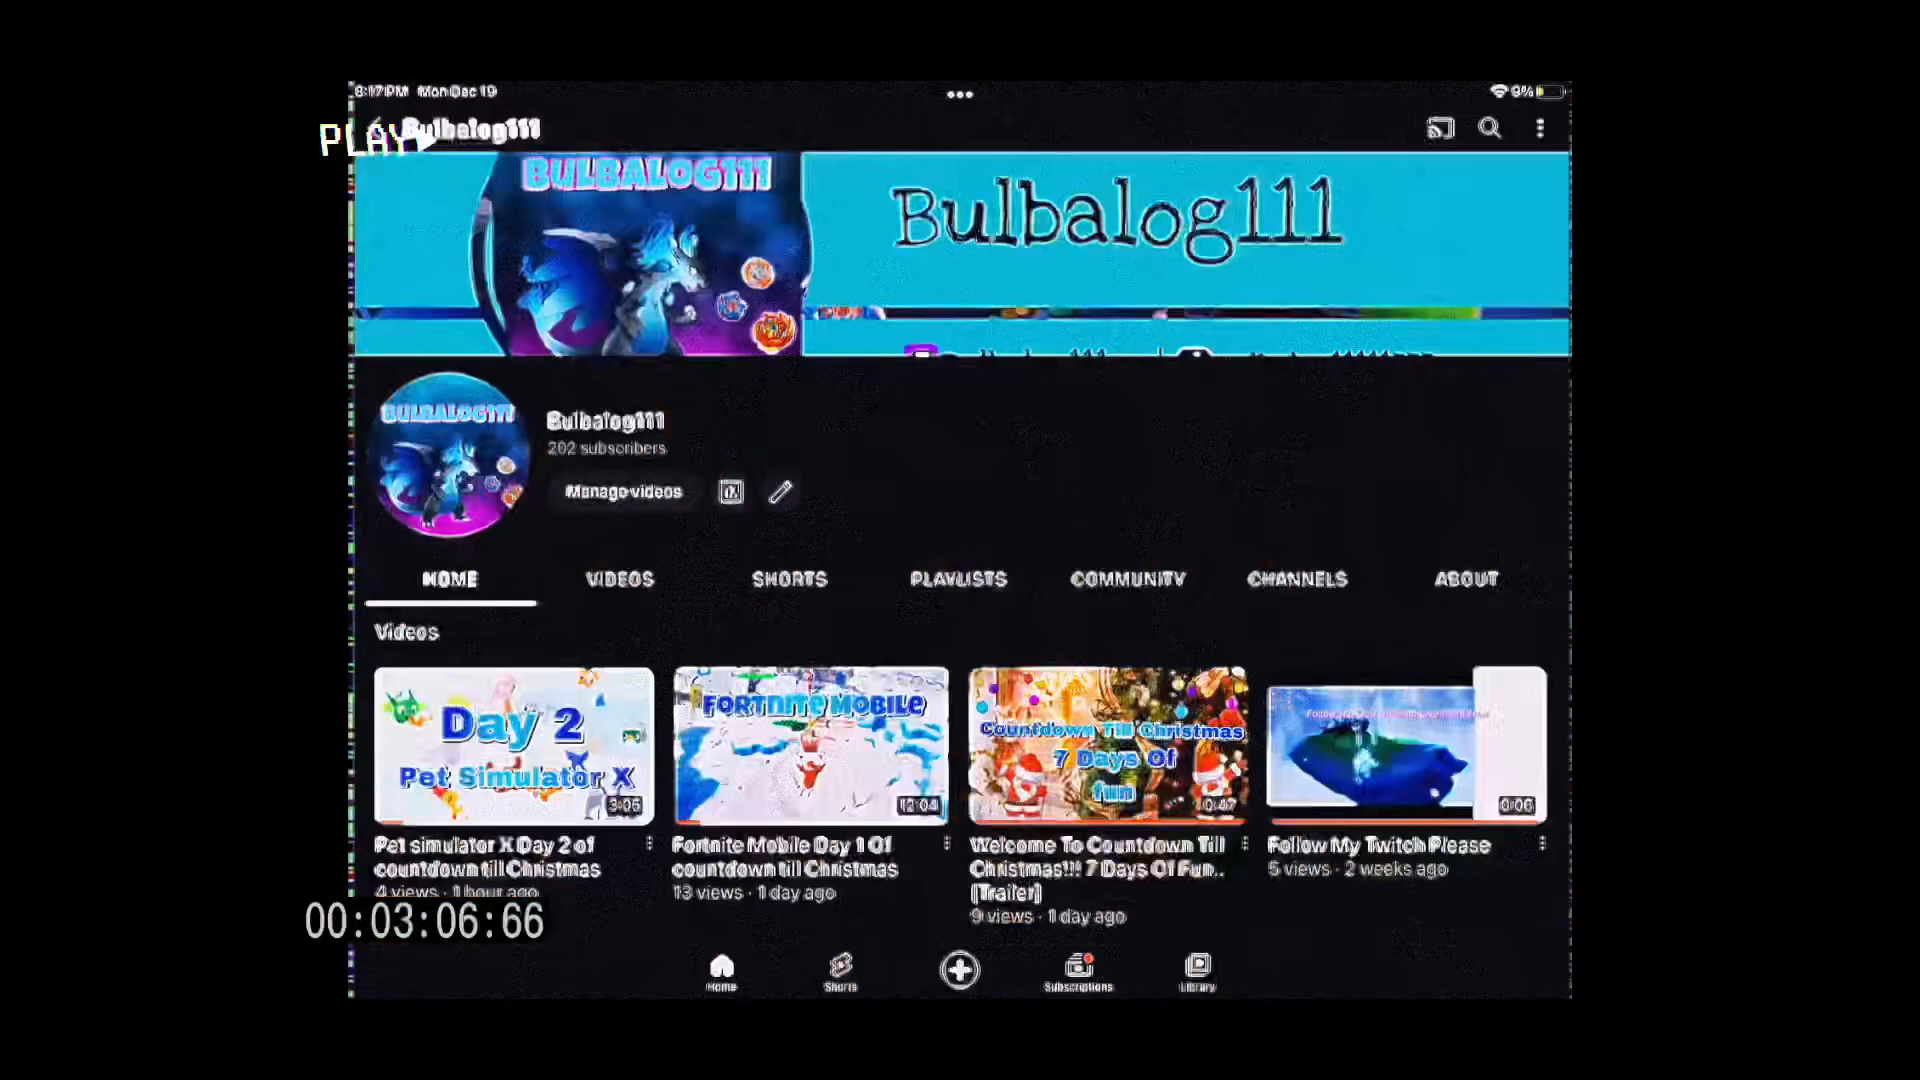 8:17 PM Mon Dec 19
9%
PLAY
Bulbalog111
BULBALOG111
Bulbalog111
BULBALOG111
Bulbalog111
202 subscribers
Manage videos
HOME VIDEOS SHORTS PLAYLISTS COMMUNITY CHANNELS ABOUT
Videos
Day 2
Pet Simulator X
3:05
FORTNITE MOBILE
12:04
Countdown Till Christmas
7 Days Of
fun
0:47
0:06
Pet simulator X Day 2 of
countdown till Christmas
4 views · 1 hour ago
Fortnite Mobile Day 1 Of
countdown till Christmas
13 views · 1 day ago
Welcome To Countdown Till
Christmas!!! 7 Days Of Fun..
(Trailer)
9 views · 1 day ago
Follow My Twitch Please
5 views · 2 weeks ago
00:03:06:66
Home Shorts Subscriptions Library